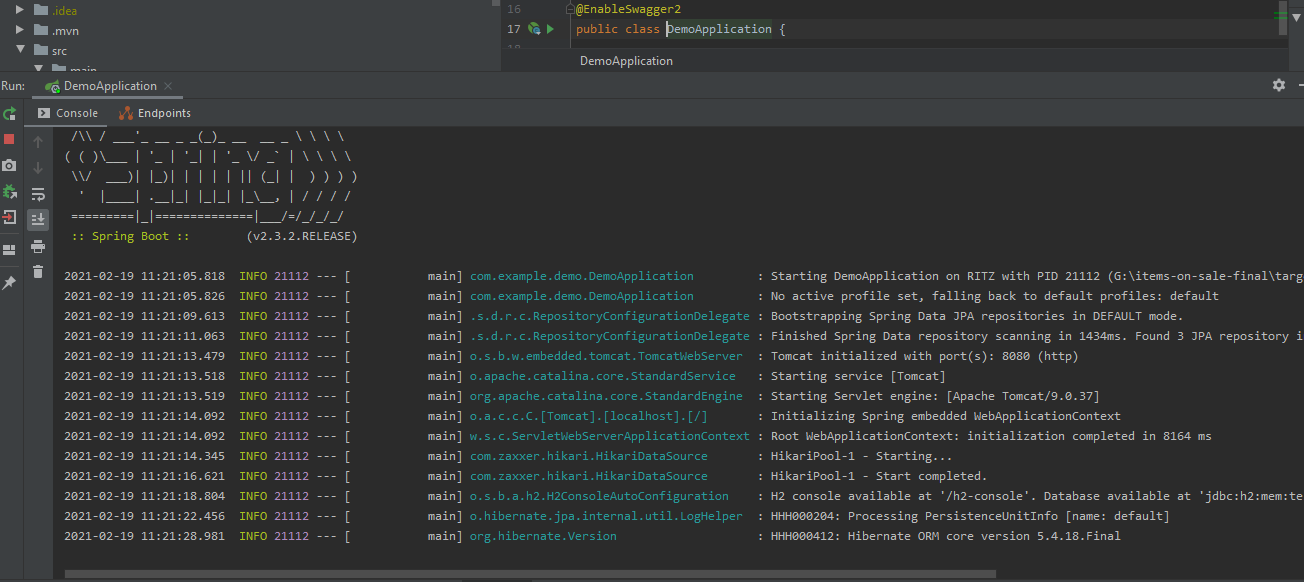 .idea
.mvn
src
main
16 @EnableSwagger2
17 public class DemoApplication {
18
DemoApplication
Run: DemoApplication
Console Endpoints
 /\\ / ___'_ __ _ _(_)_ __  __ _ \ \ \ \
( ( )\___ | '_ | '_| | '_ \/ _` | \ \ \ \
 \\/  ___)| |_)| | | | | || (_| |  ) ) ) )
  '  |____| .__|_| |_|_| |_\__, | / / / /
 =========|_|==============|___/=/_/_/_/
 :: Spring Boot ::        (v2.3.2.RELEASE)
2021-02-19 11:21:05.818  INFO 21112 --- [           main] com.example.demo.DemoApplication         : Starting DemoApplication on RITZ with PID 21112 (G:\items-on-sale-final\targe
2021-02-19 11:21:05.826  INFO 21112 --- [           main] com.example.demo.DemoApplication         : No active profile set, falling back to default profiles: default
2021-02-19 11:21:09.613  INFO 21112 --- [           main] .s.d.r.c.RepositoryConfigurationDelegate : Bootstrapping Spring Data JPA repositories in DEFAULT mode.
2021-02-19 11:21:11.063  INFO 21112 --- [           main] .s.d.r.c.RepositoryConfigurationDelegate : Finished Spring Data repository scanning in 1434ms. Found 3 JPA repository i
2021-02-19 11:21:13.479  INFO 21112 --- [           main] o.s.b.w.embedded.tomcat.TomcatWebServer  : Tomcat initialized with port(s): 8080 (http)
2021-02-19 11:21:13.518  INFO 21112 --- [           main] o.apache.catalina.core.StandardService   : Starting service [Tomcat]
2021-02-19 11:21:13.519  INFO 21112 --- [           main] org.apache.catalina.core.StandardEngine  : Starting Servlet engine: [Apache Tomcat/9.0.37]
2021-02-19 11:21:14.092  INFO 21112 --- [           main] o.a.c.c.C.[Tomcat].[localhost].[/]       : Initializing Spring embedded WebApplicationContext
2021-02-19 11:21:14.092  INFO 21112 --- [           main] w.s.c.ServletWebServerApplicationContext : Root WebApplicationContext: initialization completed in 8164 ms
2021-02-19 11:21:14.345  INFO 21112 --- [           main] com.zaxxer.hikari.HikariDataSource       : HikariPool-1 - Starting...
2021-02-19 11:21:16.621  INFO 21112 --- [           main] com.zaxxer.hikari.HikariDataSource       : HikariPool-1 - Start completed.
2021-02-19 11:21:18.804  INFO 21112 --- [           main] o.s.b.a.h2.H2ConsoleAutoConfiguration    : H2 console available at '/h2-console'. Database available at 'jdbc:h2:mem:te
2021-02-19 11:21:22.456  INFO 21112 --- [           main] o.hibernate.jpa.internal.util.LogHelper  : HHH000204: Processing PersistenceUnitInfo [name: default]
2021-02-19 11:21:28.981  INFO 21112 --- [           main] org.hibernate.Version                    : HHH000412: Hibernate ORM core version 5.4.18.Final